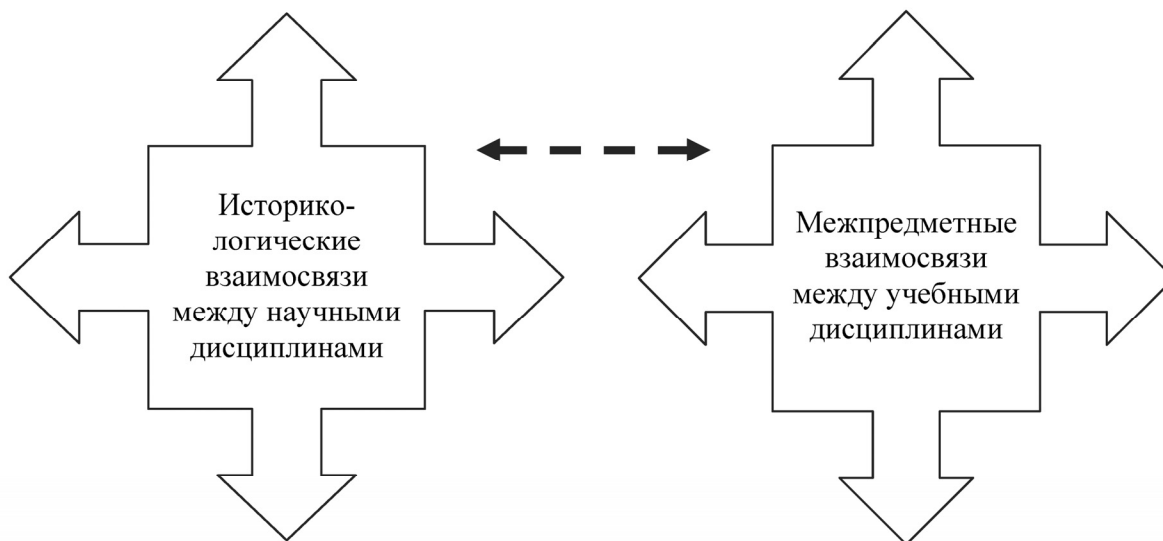 Историко-
логические
взаимосвязи
между научными
дисциплинами
Межпредметные
взаимосвязи
между учебными
дисциплинами